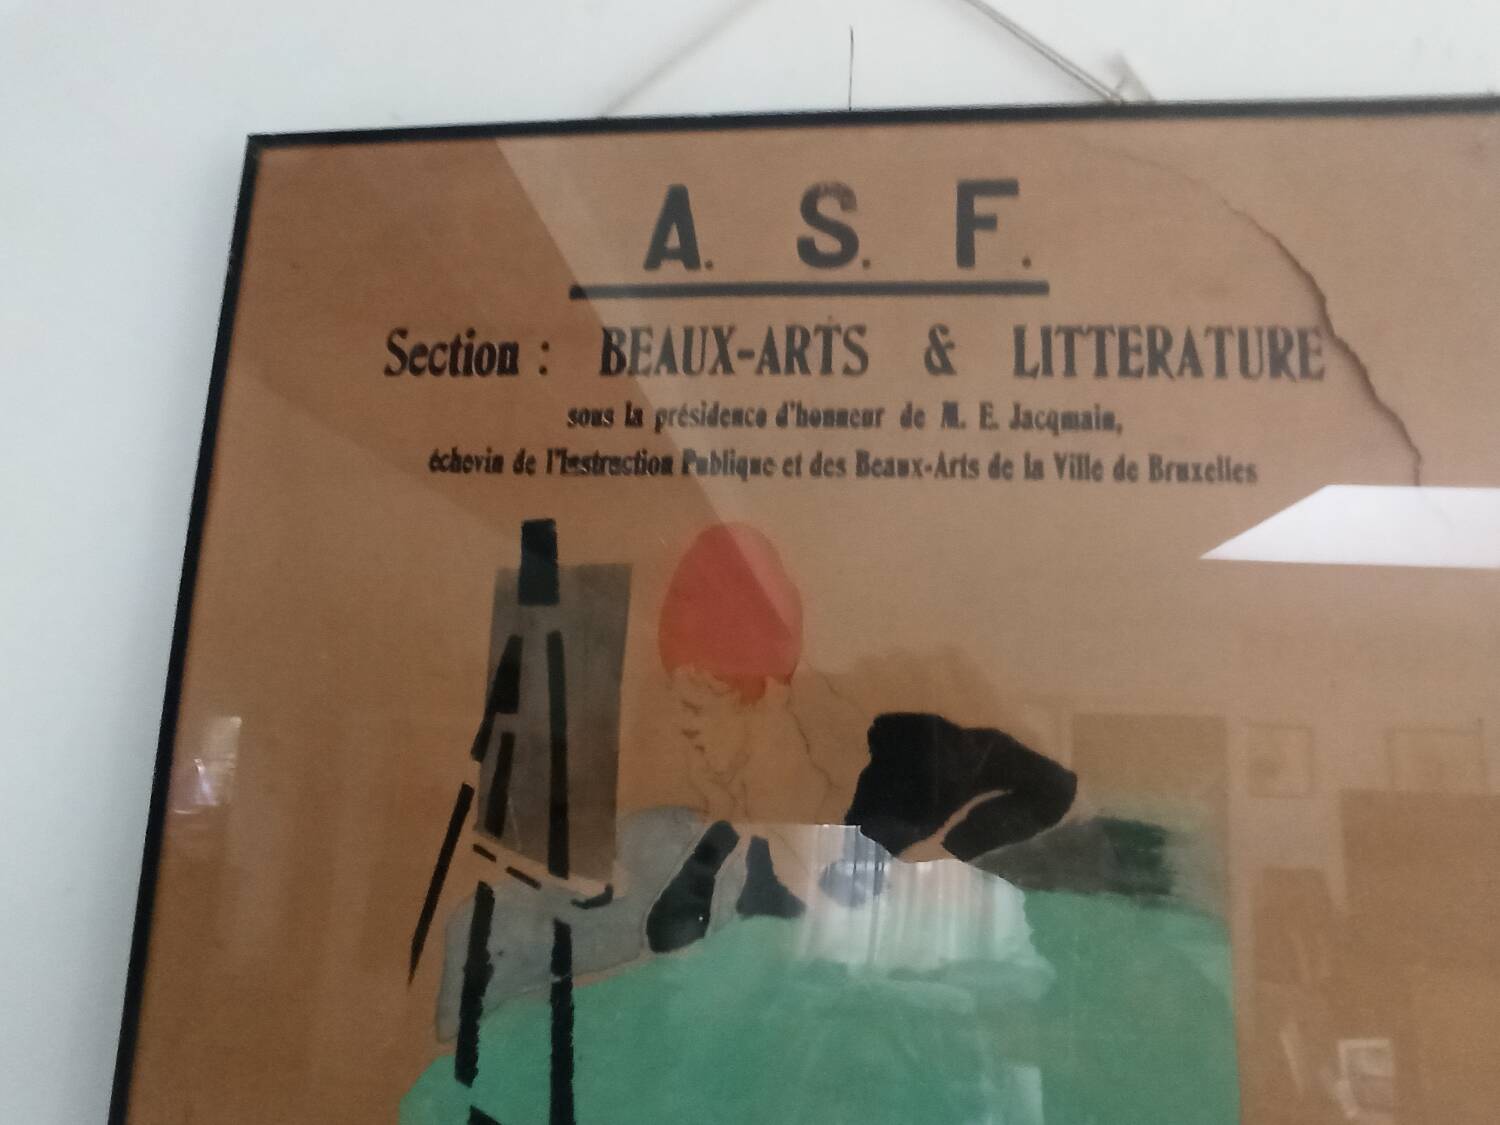 A. S. F.
Section : BEAUX-ARTS & LITTERATURE
sous la présidence d'honneur de M. E. Jacqmain,
échevin de l'Instruction Publique et des Beaux-Arts de la Ville de Bruxelles